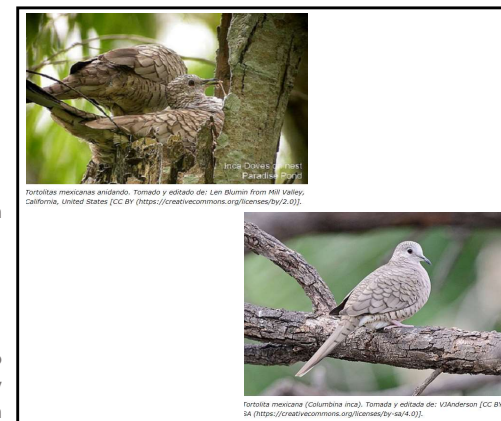 Inca Doves on nest
Paradise Pond
Tortolitas mexicanas anidando. Tomado y editado de: Len Blumin from Mill Valley,
California, United States [CC BY (https://creativecommons.org/licenses/by/2.0)].
Tortolita mexicana (Columbina inca). Tomada y editada de: VJAnderson [CC BY
SA (https://creativecommons.org/licenses/by-sa/4.0)].